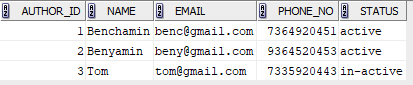 AUTHOR_ID NAME EMAIL PHONE_NO STATUS
1 Benchamin benc@gmail.com 7364920451 active
2 Benyamin beny@gmail.com 9364520453 active
3 Tom tom@gmail.com 7335920443 in-active